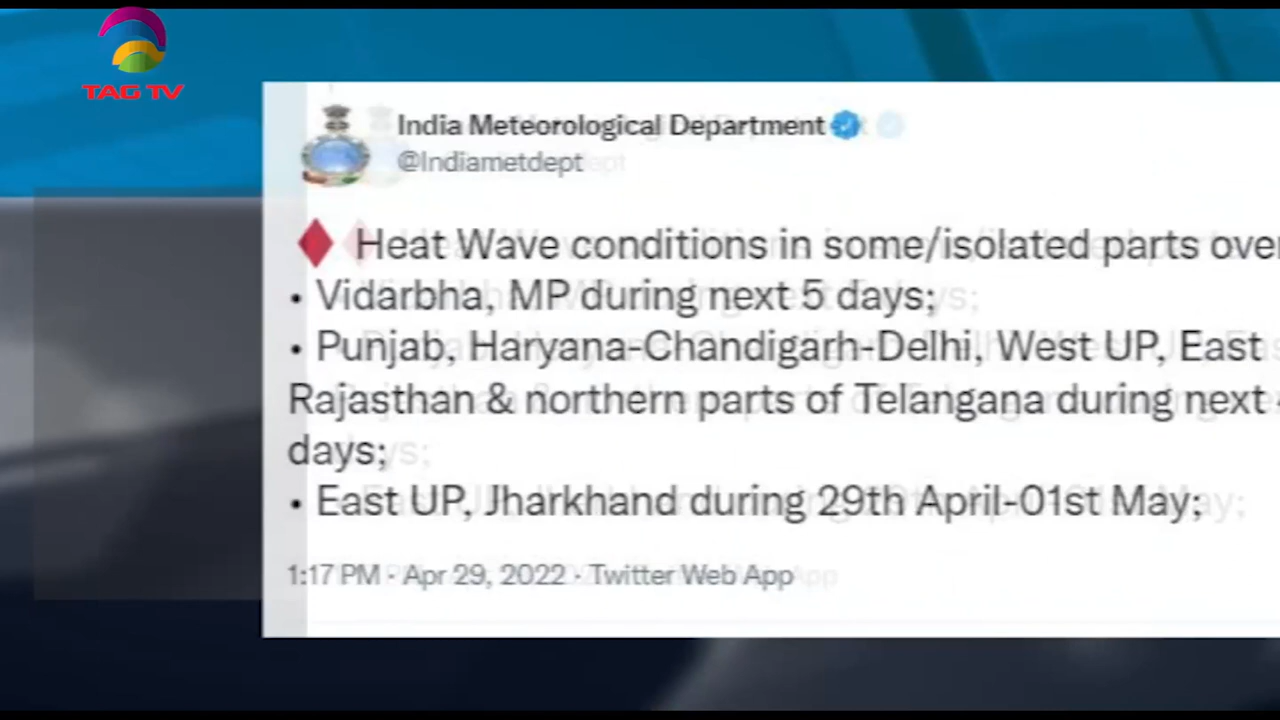 TAG TV
India Meteorological Department
@Indiametdept
Heat Wave conditions in some/isolated parts over
• Vidarbha, MP during next 5 days;
• Punjab, Haryana-Chandigarh-Delhi, West UP, East
Rajasthan & northern parts of Telangana during next
days;
• East UP, Jharkhand during 29th April-01st May;
1:17 PM · Apr 29, 2022 · Twitter Web App